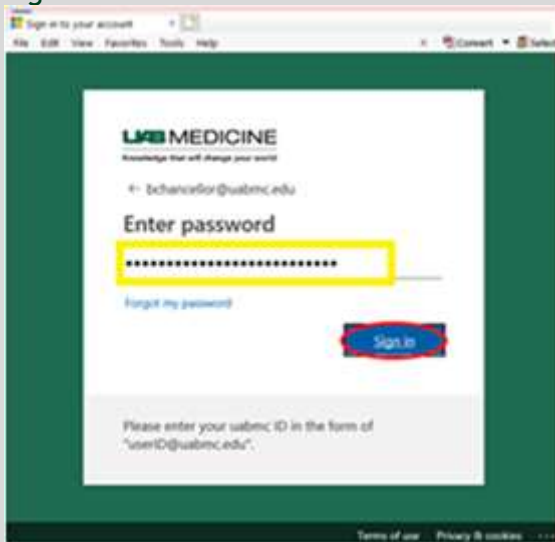 Sign in to your account
File Edit View Favorites Tools Help
Convert Select
UAB MEDICINE
Knowledge that will change your world
← bchancellor@uabmc.edu
Enter password
••••••••••••••••••••••••••
Forgot my password
Sign in
Please enter your uabmc ID in the form of
"userID@uabmc.edu".
Terms of use Privacy & cookies ...